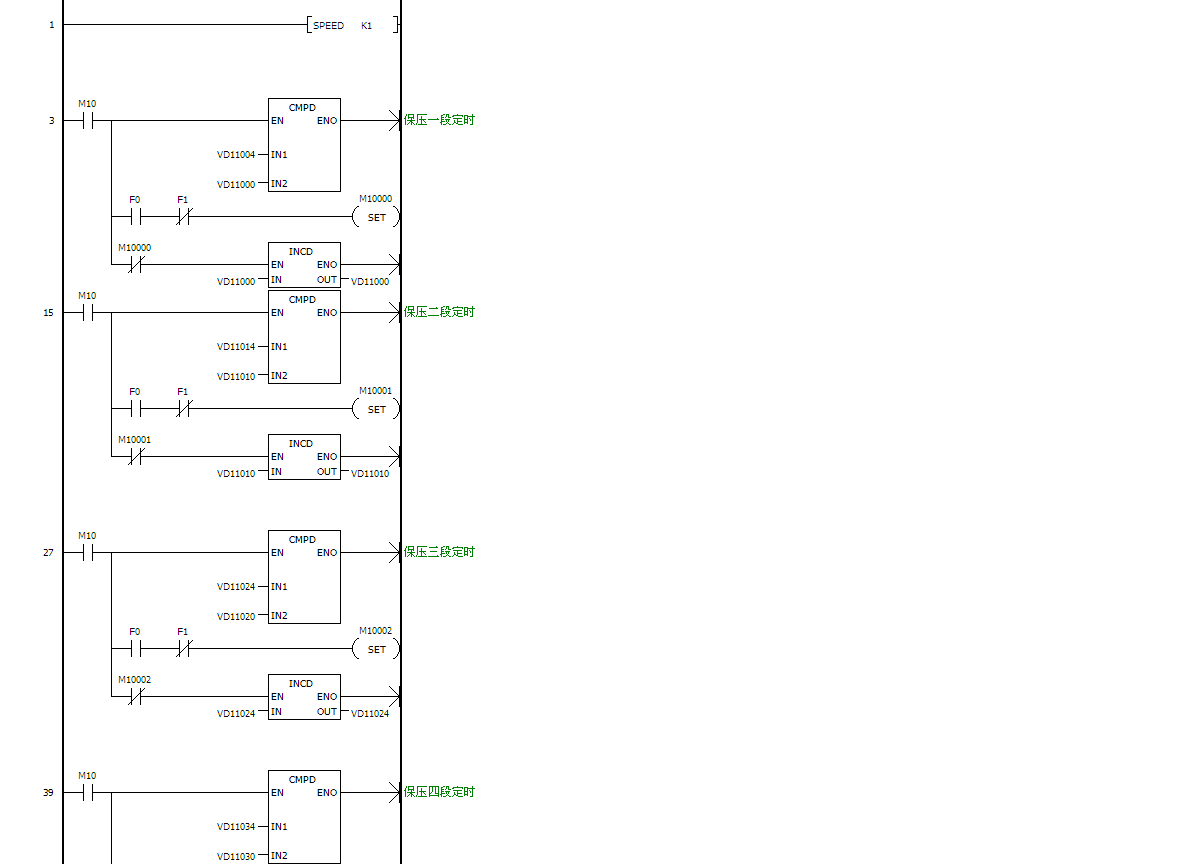 1 SPEED K1
M10
3 CMPD
EN ENO 保压一段定时
VD11004 IN1
VD11000 IN2
F0 F1 M10000
SET
M10000 INCD
EN ENO
VD11000 IN OUT VD11000
M10
15 CMPD
EN ENO 保压二段定时
VD11014 IN1
VD11010 IN2
F0 F1 M10001
SET
M10001 INCD
EN ENO
VD11010 IN OUT VD11010
M10
27 CMPD
EN ENO 保压三段定时
VD11024 IN1
VD11020 IN2
F0 F1 M10002
SET
M10002 INCD
EN ENO
VD11024 IN OUT VD11024
M10
39 CMPD
EN ENO 保压四段定时
VD11034 IN1
VD11030 IN2